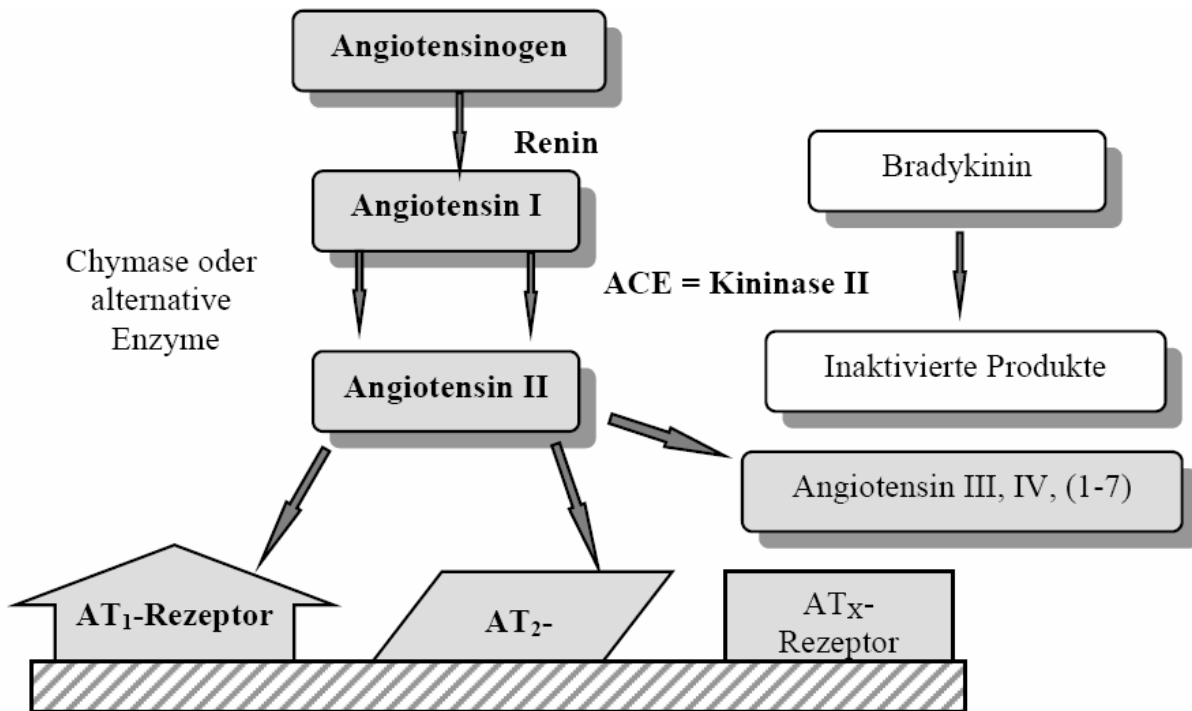 Angiotensinogen
Renin
Angiotensin I
Chymase oder
alternative
Enzyme
ACE = Kininase II
Bradykinin
Inaktivierte Produkte
Angiotensin II
Angiotensin III, IV, (1-7)
AT₁-Rezeptor
AT₂-
ATX-
Rezeptor